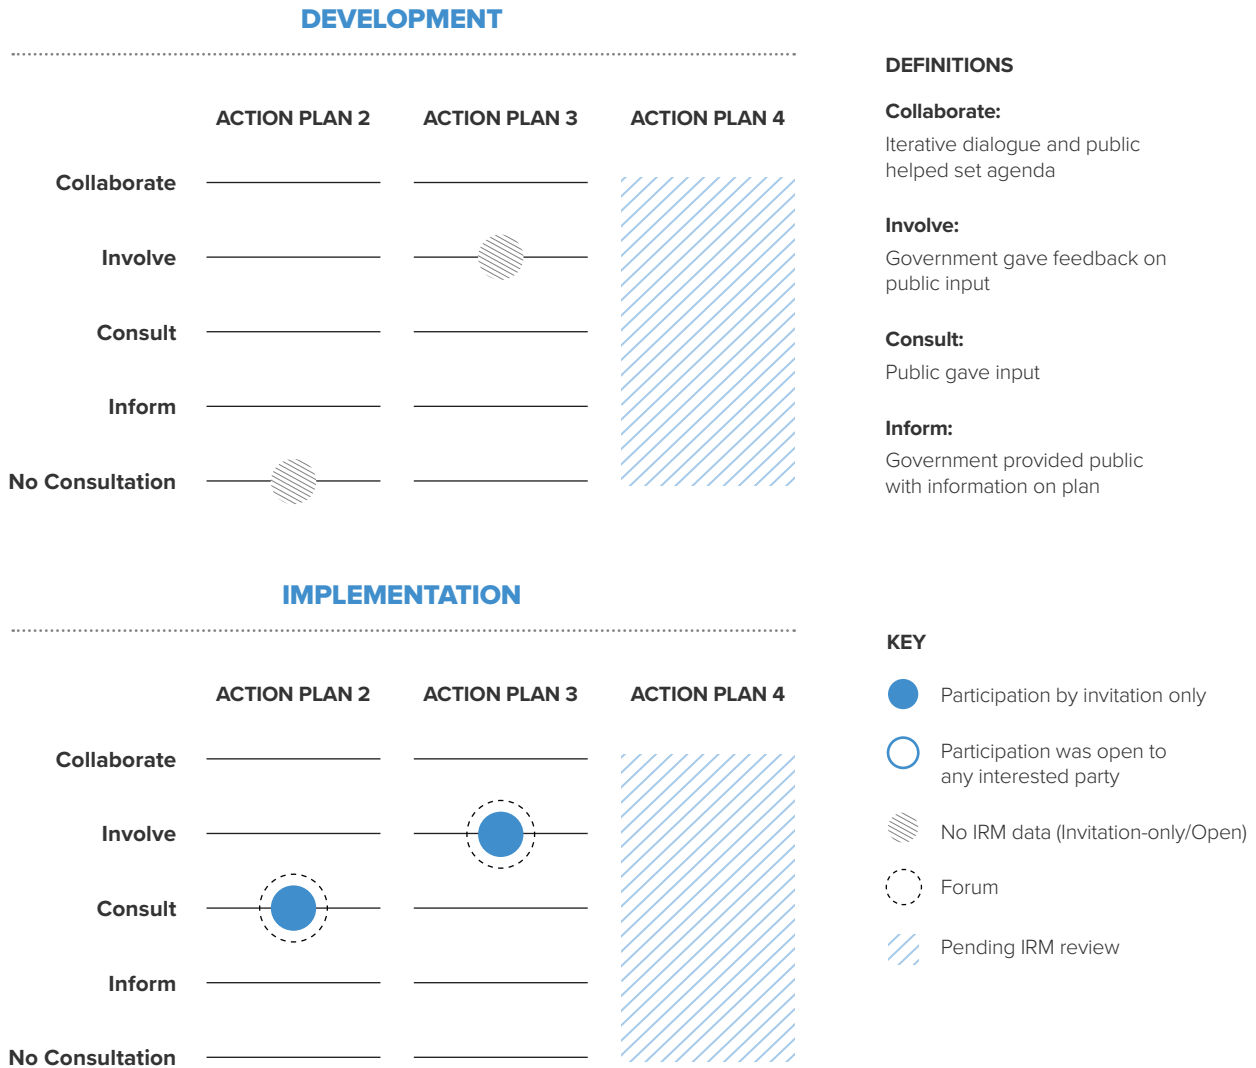 DEVELOPMENT
ACTION PLAN 2
ACTION PLAN 3
ACTION PLAN 4
Collaborate
Involve
Consult
Inform
No Consultation
DEFINITIONS
Collaborate:
Iterative dialogue and public
helped set agenda
Involve:
Government gave feedback on
public input
Consult:
Public gave input
Inform:
Government provided public
with information on plan
IMPLEMENTATION
ACTION PLAN 2
ACTION PLAN 3
ACTION PLAN 4
Collaborate
Involve
Consult
Inform
No Consultation
KEY
Participation by invitation only
Participation was open to
any interested party
No IRM data (Invitation-only/Open)
Forum
Pending IRM review